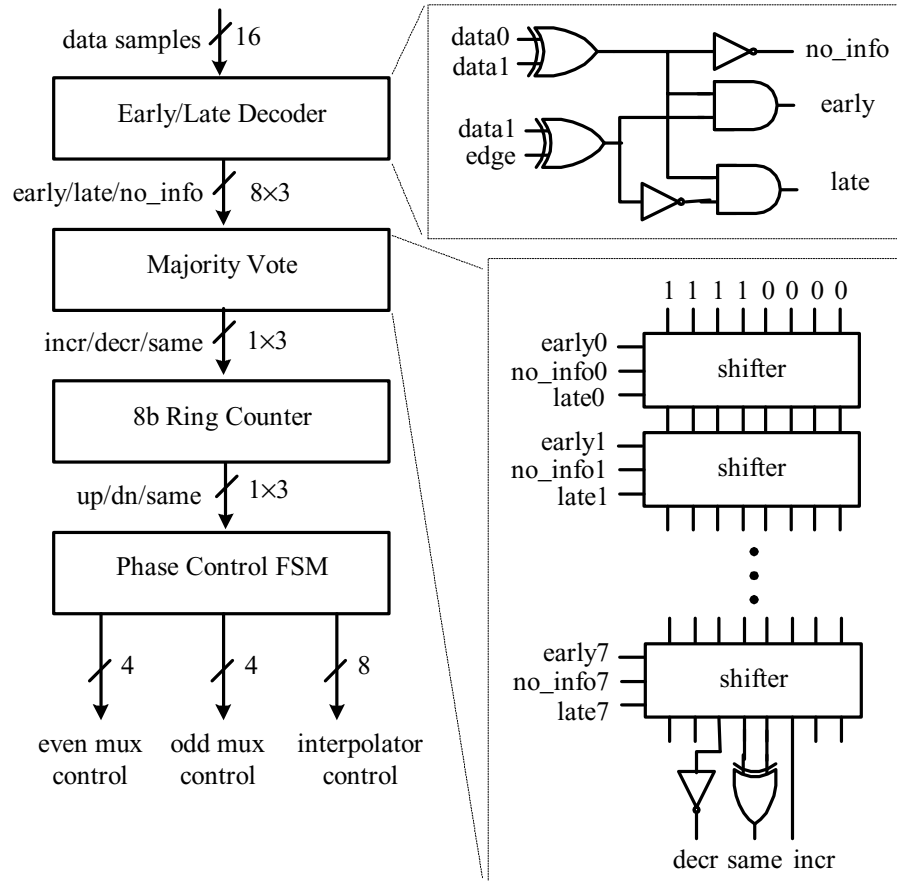 data samples
16
Early/Late Decoder
early/late/no_info
8×3
Majority Vote
incr/decr/same
1×3
8b Ring Counter
up/dn/same
1×3
Phase Control FSM
4
4
8
even mux
control
odd mux
control
interpolator
control
data0
data1
no_info
early
data1
edge
late
1 1 1 1 0 0 0 0
early0
no_info0
late0
shifter
early1
no_info1
late1
shifter
early7
no_info7
late7
shifter
decr same incr